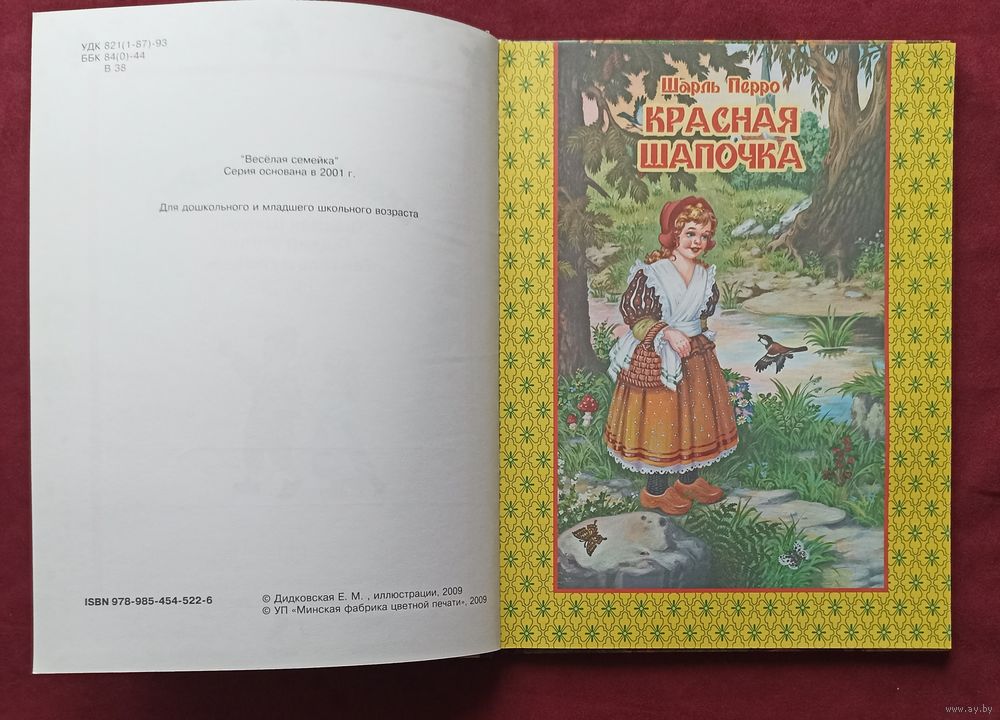 УДК 821(1-87)-93
ББК 84(0)-44
В 38
"Весёлая семейка"
Серия основана в 2001 г.
Для дошкольного и младшего школьного возраста
ISBN 978-985-454-522-6
© Дидковская Е. М. , иллюстрации, 2009
© УП «Минская фабрика цветной печати», 2009
Шарль Перро
КРАСНАЯ
ШАПОЧКА
www.ay.by